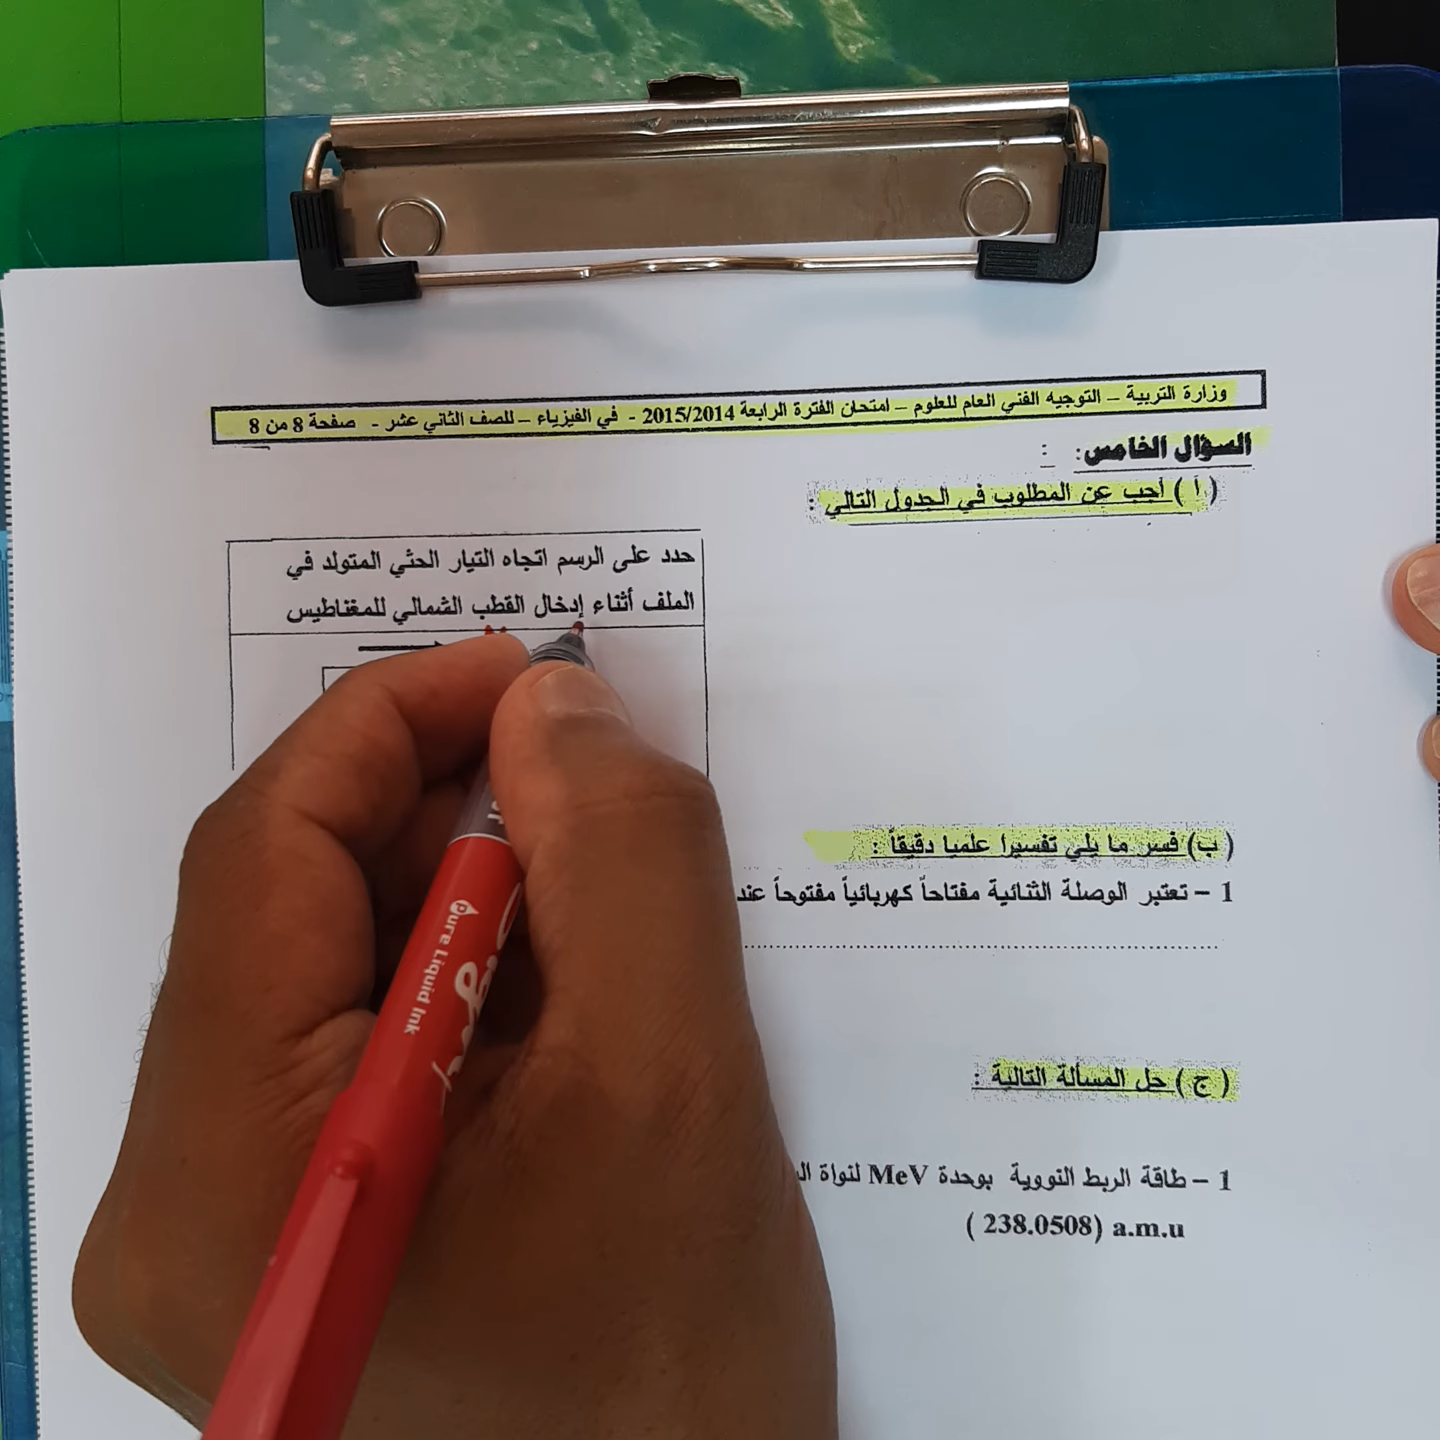 وزارة التربية – التوجيه الفني العام للعلوم – امتحان الفترة الرابعة 2015/2014 - في الفيزياء – للصف الثاني عشر - صفحة 8 من 8
السؤال الخامس: :
( أ ) أجب عن المطلوب في الجدول التالي :
حدد على الرسم اتجاه التيار الحثي المتولد في
الملف أثناء إدخال القطب الشمالي للمغناطيس
( ب) فسر ما يلي تفسيرا علميا دقيقاً :
1 – تعتبر الوصلة الثنائية مفتاحاً كهربائياً مفتوحاً عند
( ج ) حل المسألة التالية :
1 – طاقة الربط النووية بوحدة MeV لنواة
( 238.0508) a.m.u
Pure Liquid Ink